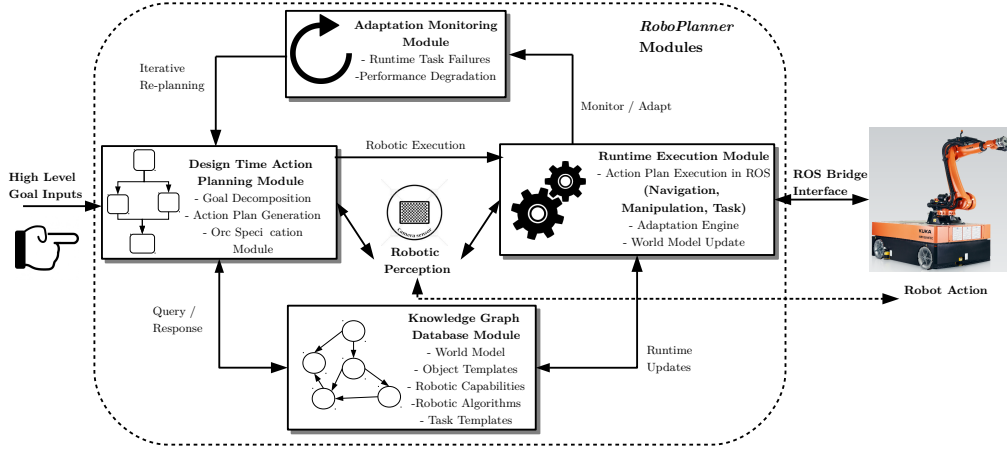 RoboPlanner
Modules
Adaptation Monitoring
Module
- Runtime Task Failures
-Performance Degradation
Iterative
Re-planning
Monitor / Adapt
High Level
Goal Inputs
Design Time Action
Planning Module
- Goal Decomposition
- Action Plan Generation
- Orc Speci cation
Module
Robotic Execution
Camera sensor
Robotic
Perception
Runtime Execution Module
- Action Plan Execution in ROS
(Navigation,
Manipulation, Task)
- Adaptation Engine
- World Model Update
ROS Bridge
Interface
KUKA
Robot Action
Query /
Response
Knowledge Graph
Database Module
- World Model
- Object Templates
- Robotic Capabilities
-Robotic Algorithms
- Task Templates
Runtime
Updates